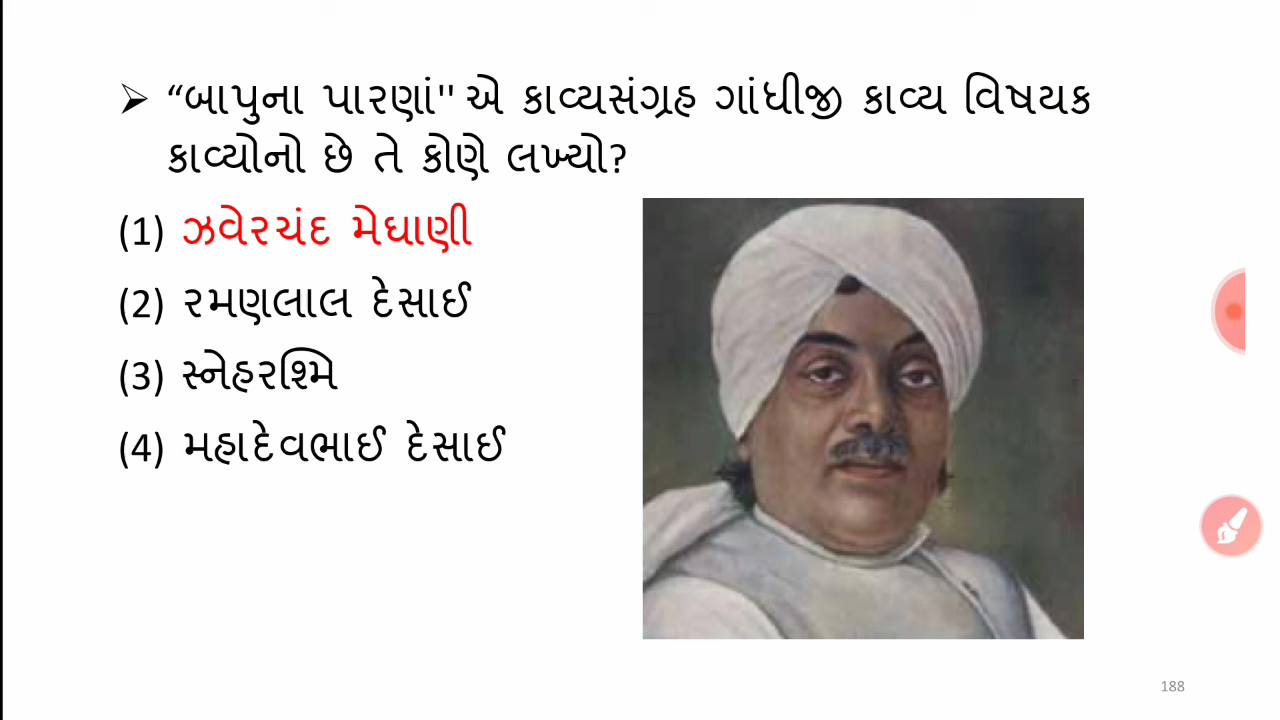 ➢ “બાપુના પારણાં" એ કાવ્યસંગ્રહ ગાંધીજી કાવ્ય વિષયક
કાવ્યોનો છે તે કોણે લખ્યો?
(1) ઝવેરચંદ મેઘાણી
(2) રમણલાલ દેસાઈ
(3) સ્નેહરશ્મિ
(4) મહાદેવભાઈ દેસાઈ
188